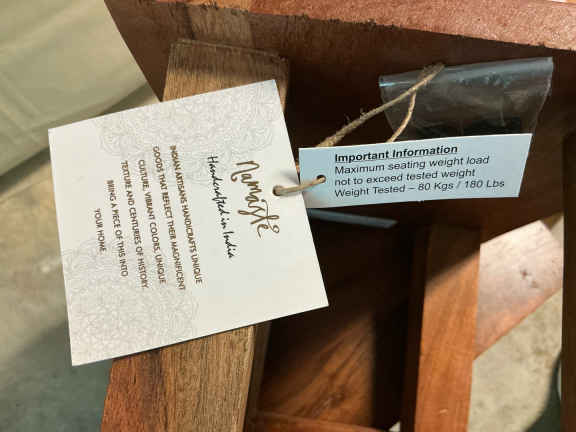 Namasté
Handcrafted in India
INDIAN ARTISANS HANDICRAFTS UNIQUE
GOODS THAT REFLECT THEIR MAGNIFICENT
CULTURE, VIBRANT COLORS, UNIQUE
TEXTURE AND CENTURIES OF HISTORY.
BRING A PIECE OF THIS INTO
YOUR HOME.
Important Information
Maximum seating weight load
not to exceed tested weight
Weight Tested – 80 Kgs / 180 Lbs